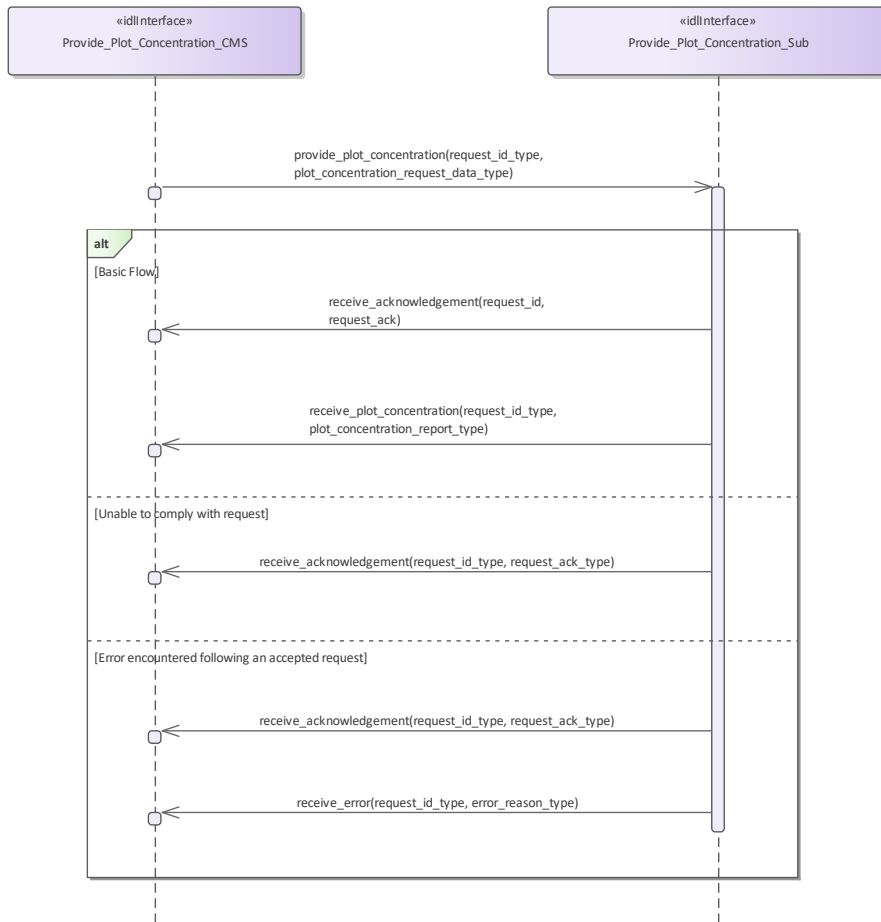 «idlInterface»
Provide_Plot_Concentration_CMS
«idlInterface»
Provide_Plot_Concentration_Sub
provide_plot_concentration(request_id_type,
plot_concentration_request_data_type)
alt
[Basic Flow]
receive_acknowledgement(request_id,
request_ack)
receive_plot_concentration(request_id_type,
plot_concentration_report_type)
[Unable to comply with request]
receive_acknowledgement(request_id_type, request_ack_type)
[Error encountered following an accepted request]
receive_acknowledgement(request_id_type, request_ack_type)
receive_error(request_id_type, error_reason_type)